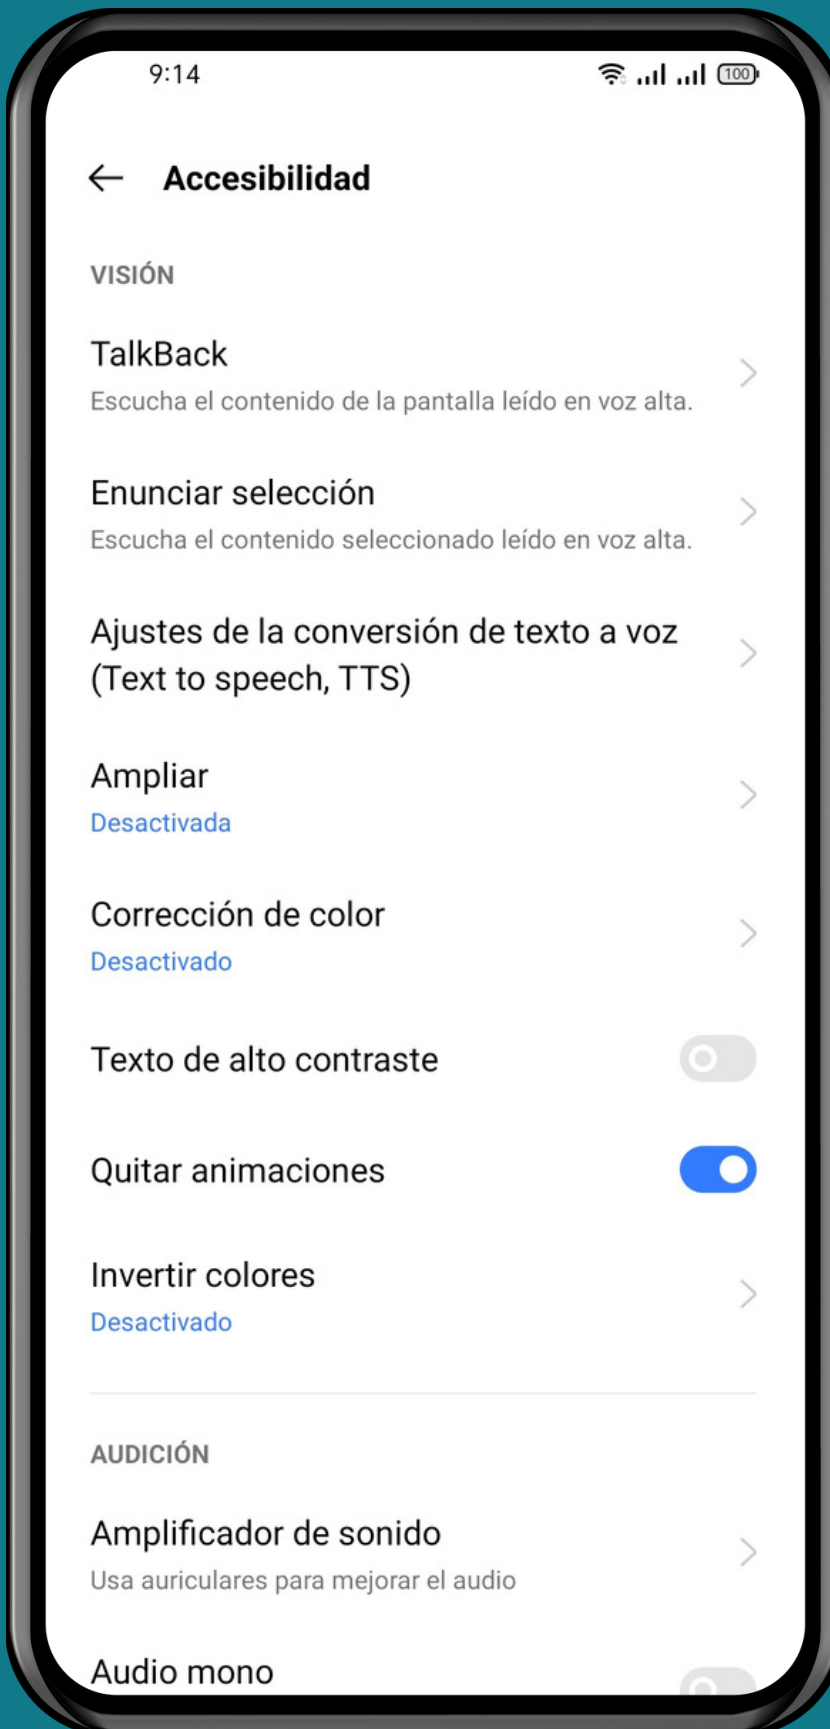 9:14
100
Accesibilidad
VISIÓN
TalkBack
Escucha el contenido de la pantalla leído en voz alta.
Enunciar selección
Escucha el contenido seleccionado leído en voz alta.
Ajustes de la conversión de texto a voz
(Text to speech, TTS)
Ampliar
Desactivada
Corrección de color
Desactivado
Texto de alto contraste
Quitar animaciones
Invertir colores
Desactivado
AUDICIÓN
Amplificador de sonido
Usa auriculares para mejorar el audio
Audio mono